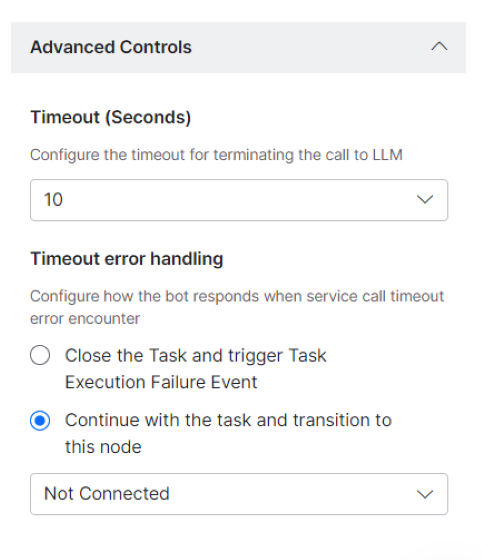 Advanced Controls
Timeout (Seconds)
Configure the timeout for terminating the call to LLM
10
Timeout error handling
Configure how the bot responds when service call timeout
error encounter
Close the Task and trigger Task
Execution Failure Event
Continue with the task and transition to
this node
Not Connected